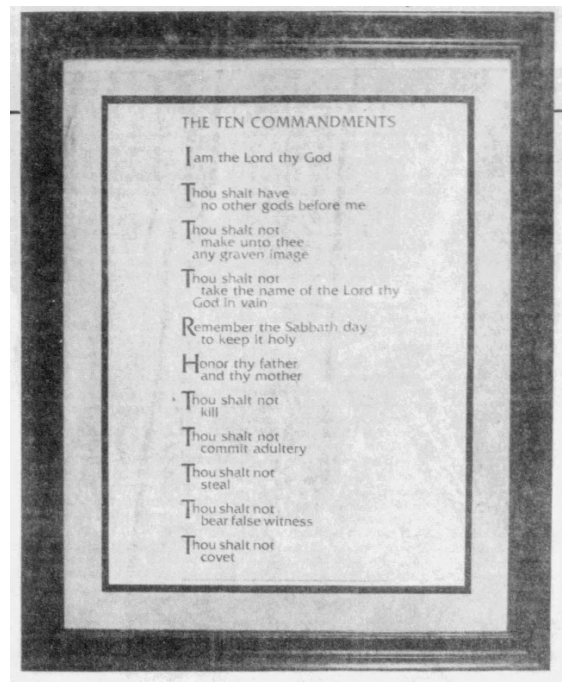 THE TEN COMMANDMENTS
I am the Lord thy God
Thou shalt have
no other gods before me
Thou shalt not
make unto thee
any graven image
Thou shalt not
take the name of the Lord thy
God in vain
Remember the Sabbath day
to keep it holy
Honor thy father
and thy mother
Thou shalt not
kill
Thou shalt not
commit adultery
Thou shalt not
steal
Thou shalt not
bear false witness
Thou shalt not
covet